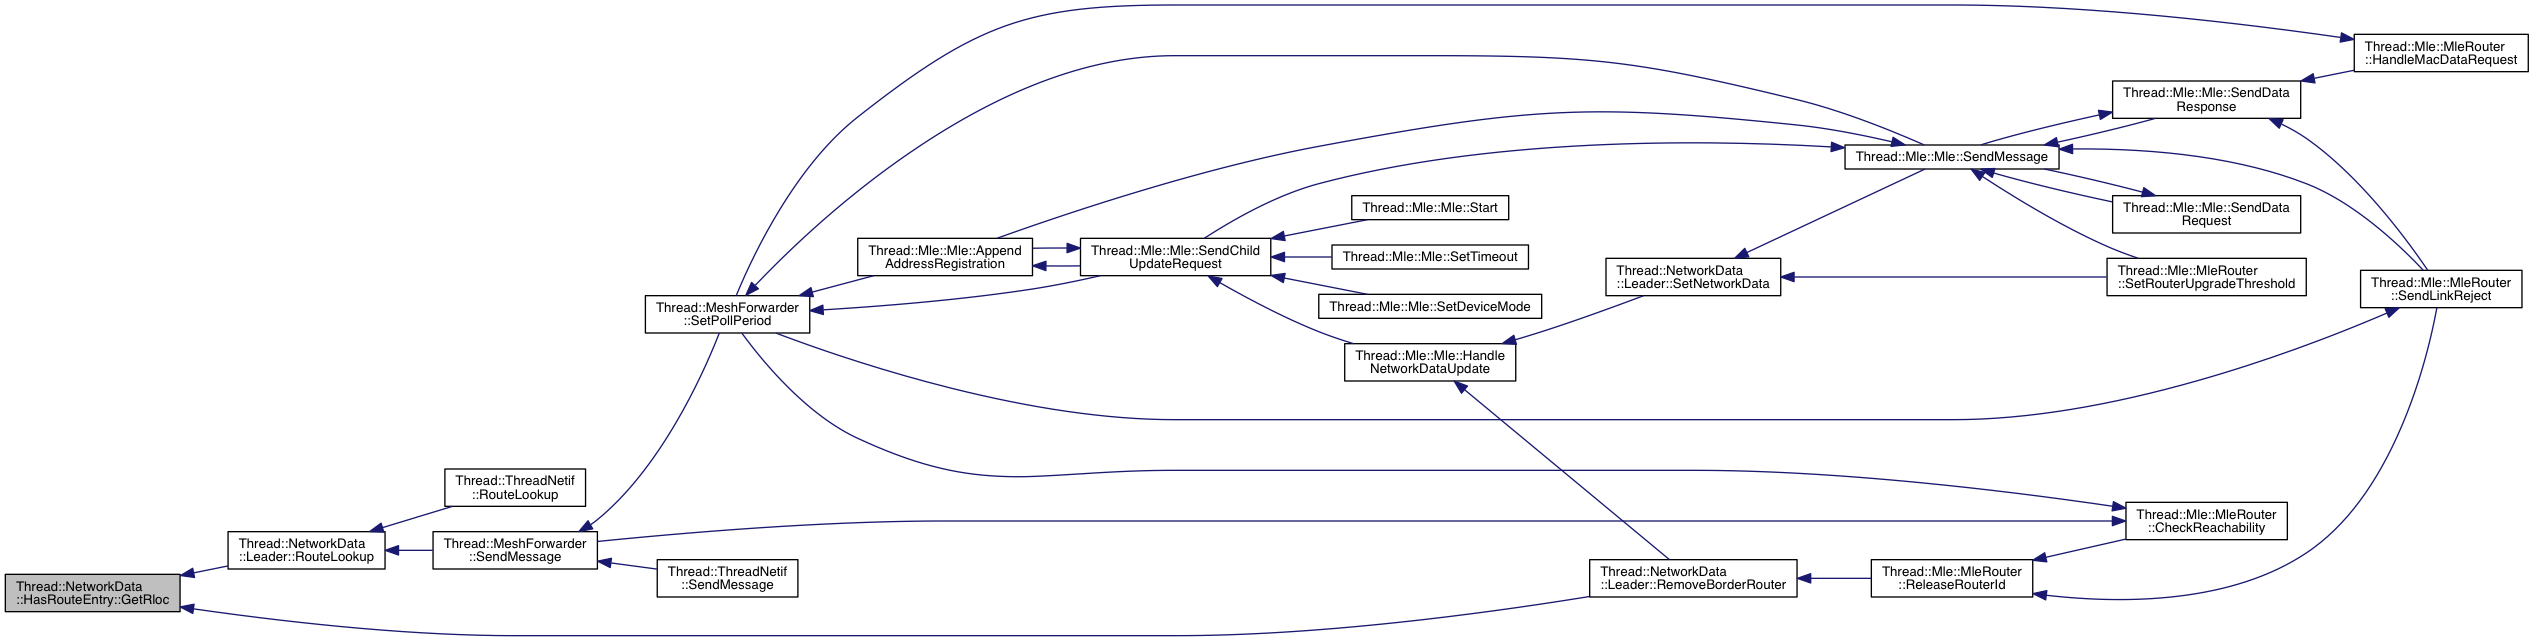 Thread::Mle::MleRouter
::HandleMacDataRequest
Thread::Mle::Mle::SendData
Response
Thread::Mle::Mle::SendMessage
Thread::Mle::Mle::Start
Thread::Mle::Mle::SendData
Request
Thread::Mle::Mle::Append
AddressRegistration
Thread::Mle::Mle::SendChild
UpdateRequest
Thread::Mle::Mle::SetTimeout
Thread::NetworkData
::Leader::SetNetworkData
Thread::Mle::MleRouter
::SetRouterUpgradeThreshold
Thread::Mle::MleRouter
::SendLinkReject
Thread::MeshForwarder
::SetPollPeriod
Thread::Mle::Mle::SetDeviceMode
Thread::Mle::Mle::Handle
NetworkDataUpdate
Thread::ThreadNetif
::RouteLookup
Thread::Mle::MleRouter
::CheckReachability
Thread::NetworkData
::Leader::RouteLookup
Thread::MeshForwarder
::SendMessage
Thread::ThreadNetif
::SendMessage
Thread::NetworkData
::Leader::RemoveBorderRouter
Thread::Mle::MleRouter
::ReleaseRouterId
Thread::NetworkData
::HasRouteEntry::GetRloc